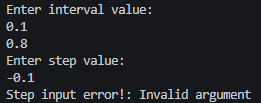 Enter interval value:
0.1
0.8
Enter step value:
-0.1
Step input error!: Invalid argument